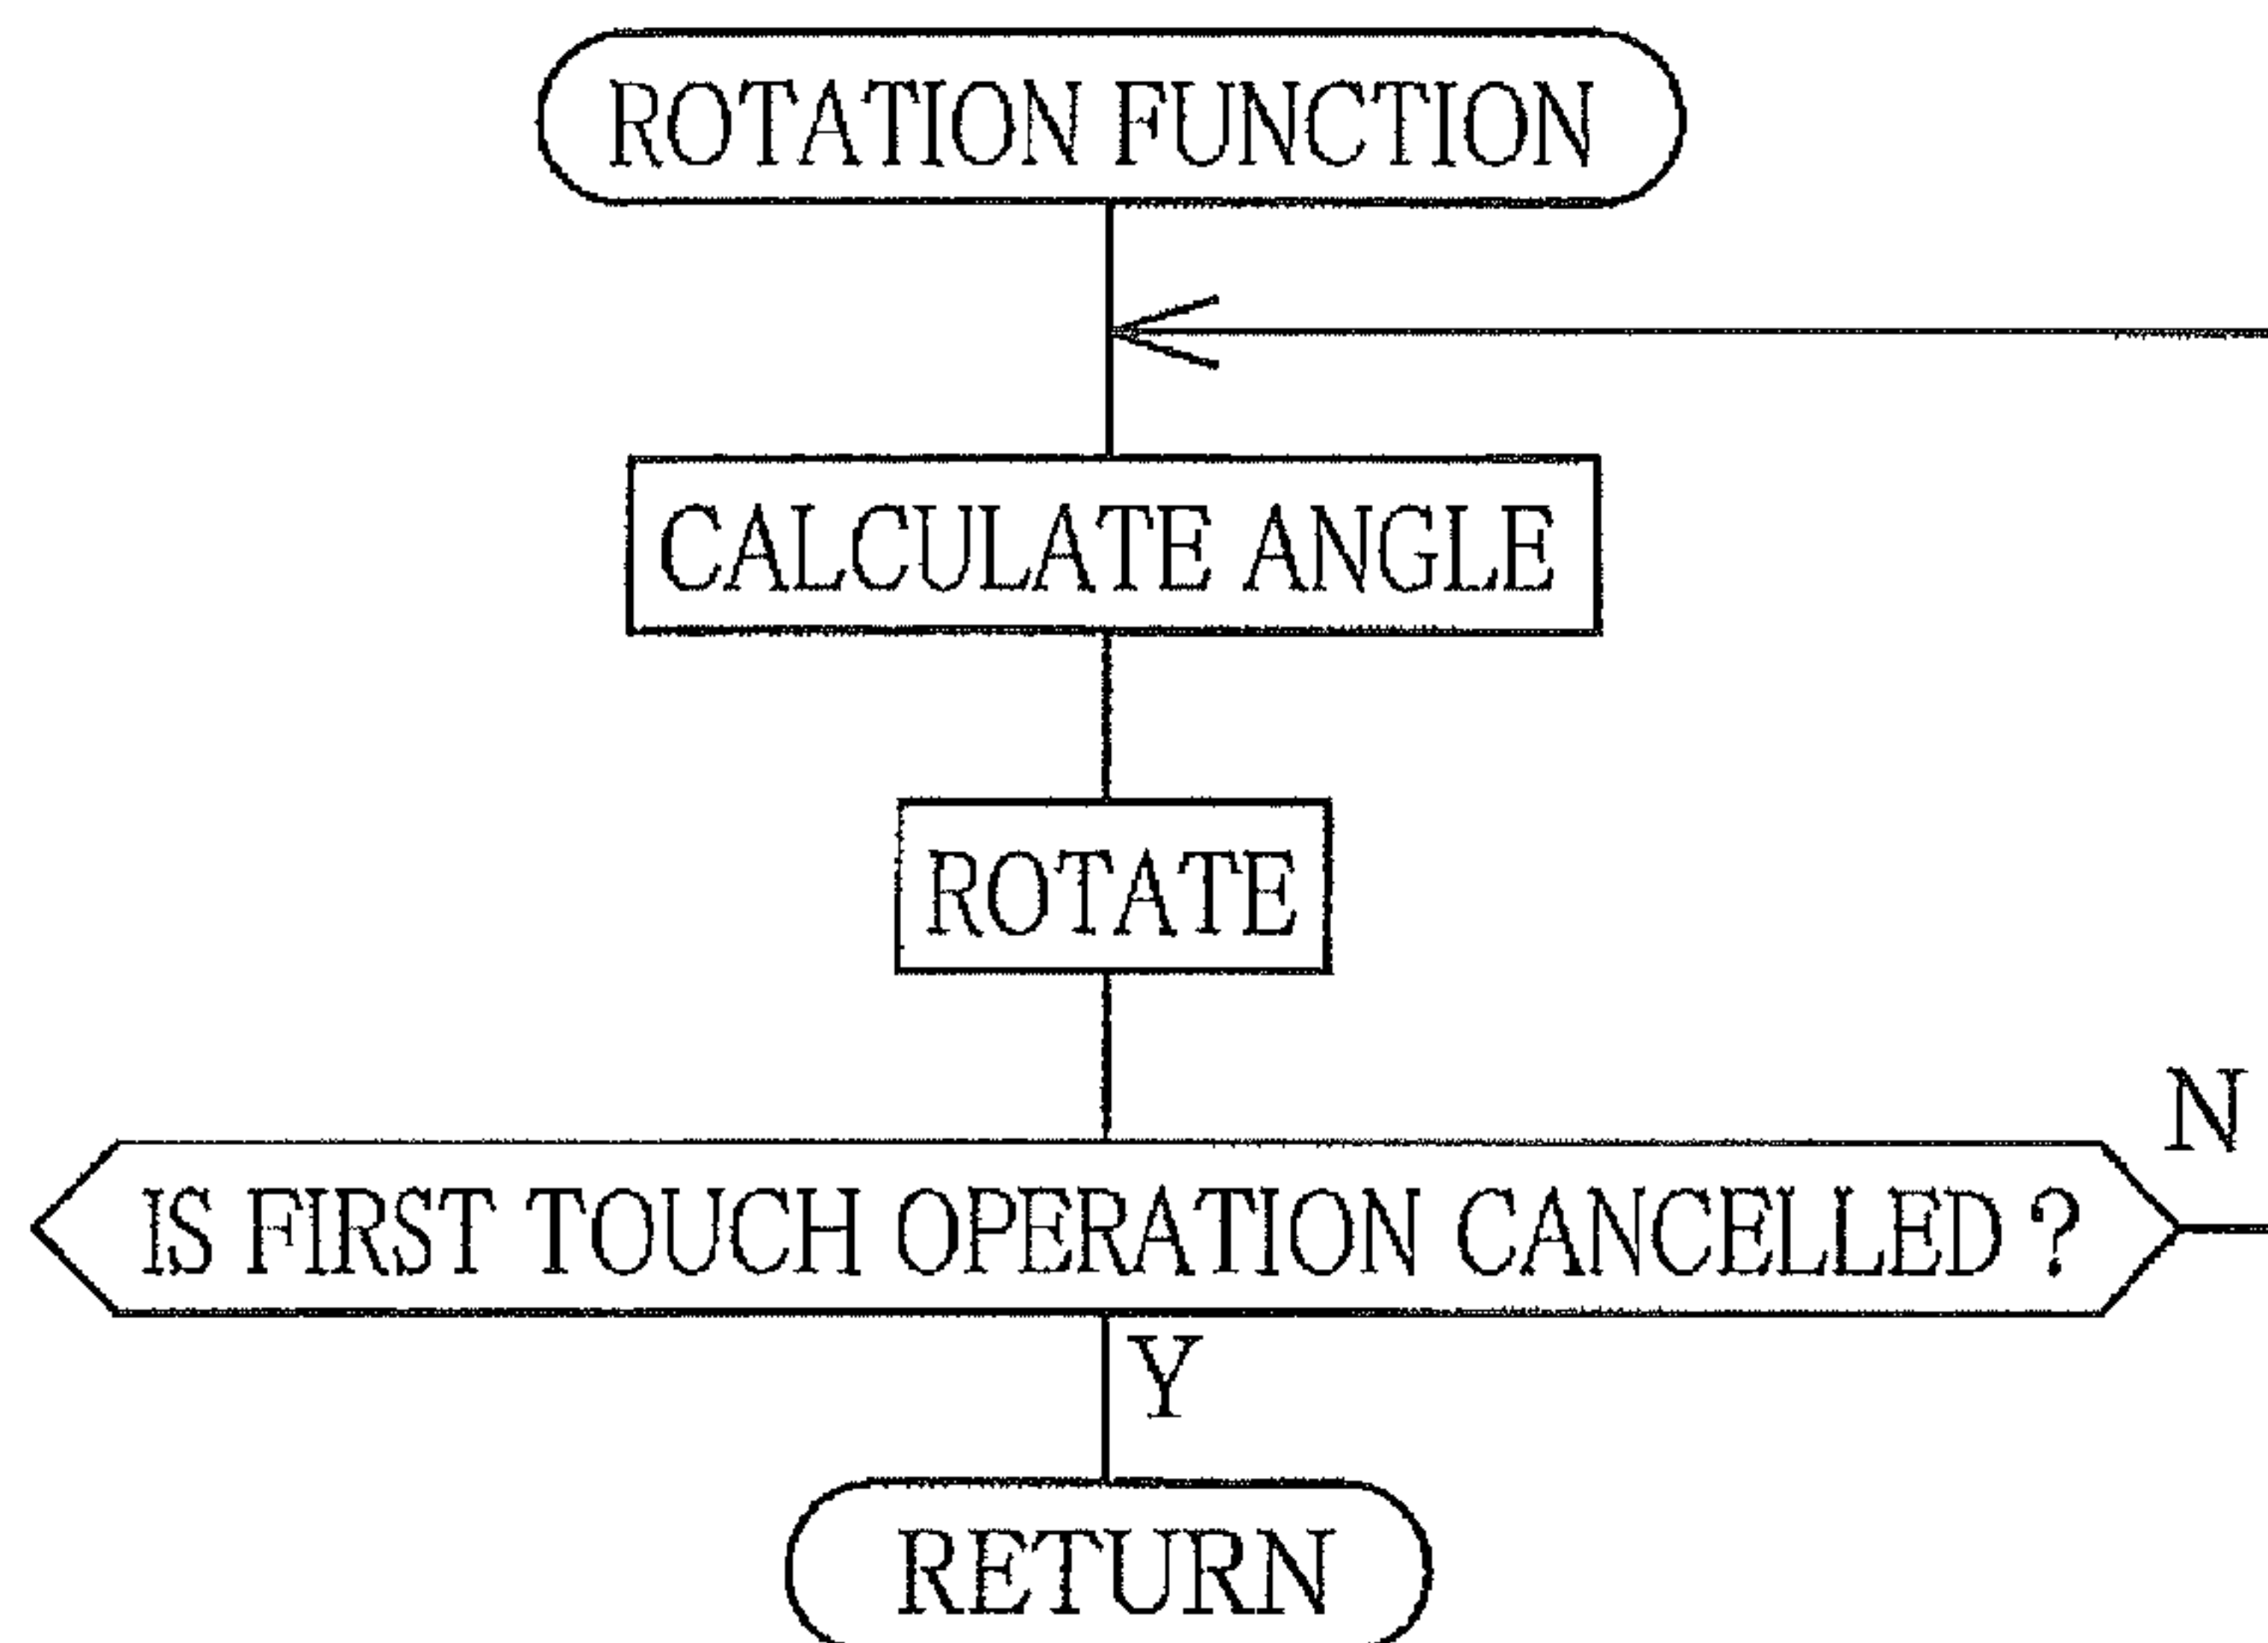 ROTATION FUNCTION
CALCULATE ANGLE
ROTATE
N
IS FIRST TOUCH OPERATION CANCELLED ?
Y
RETURN